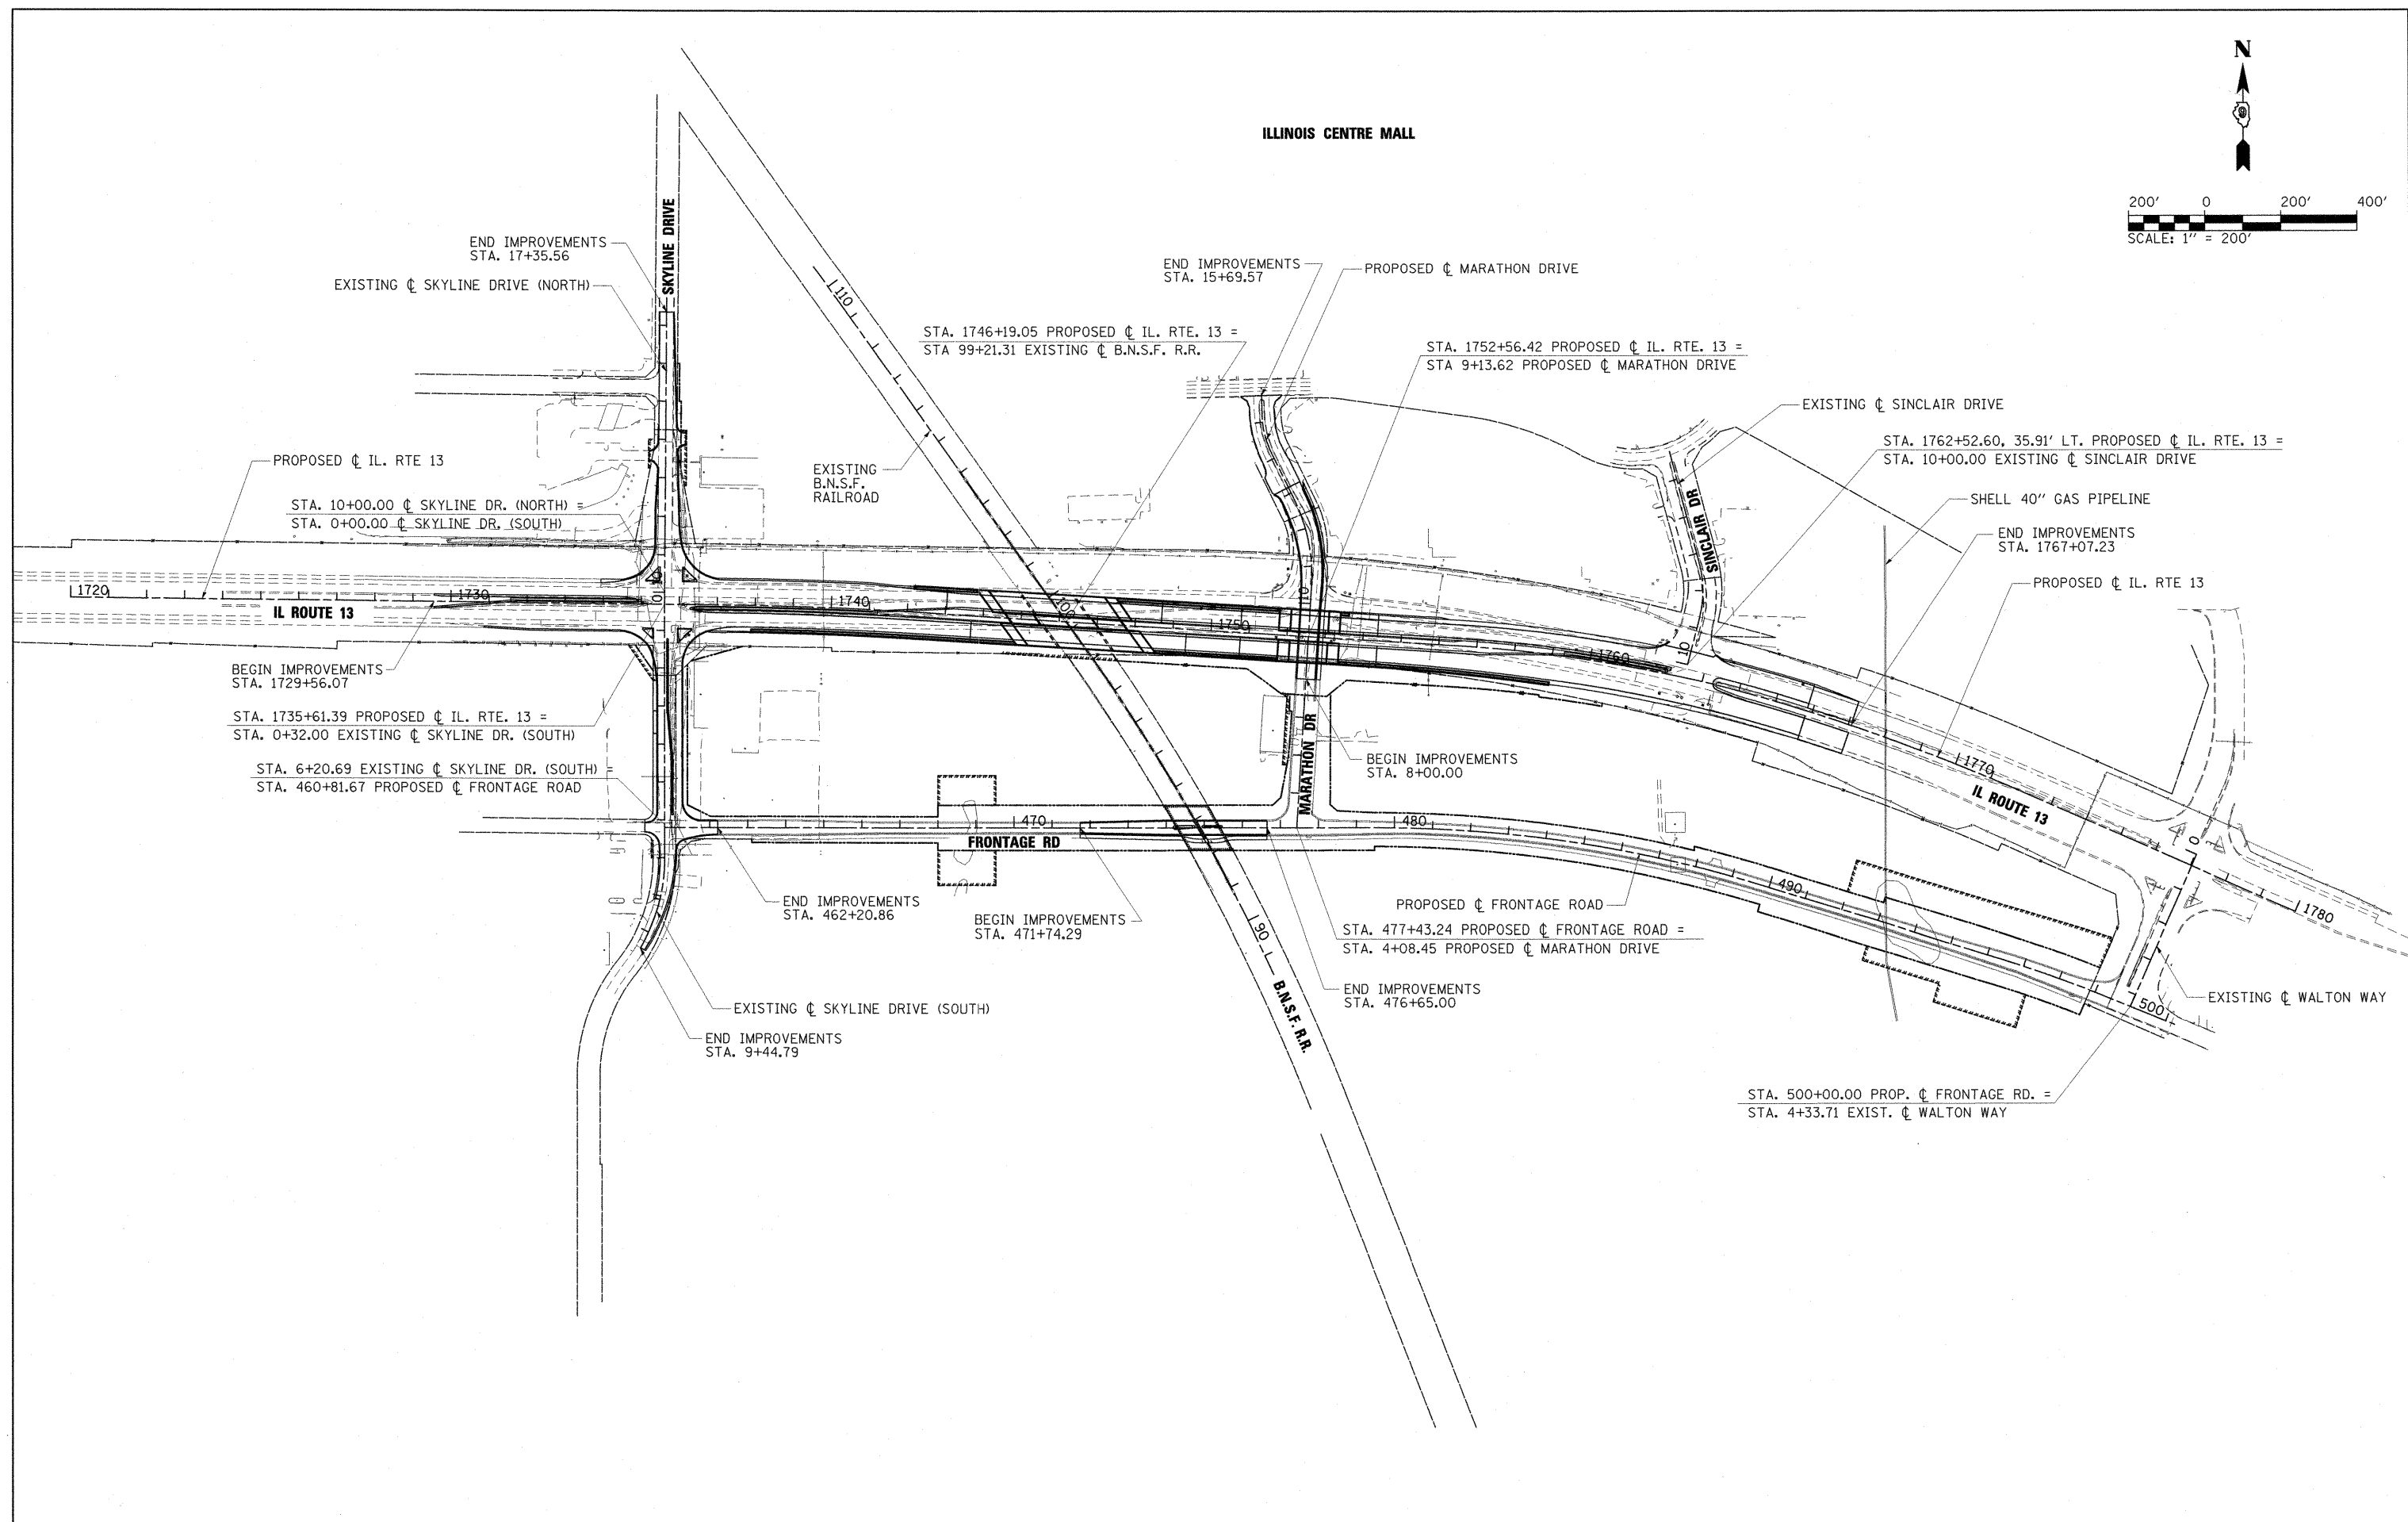 N
ILLINOIS CENTRE MALL
200' 0 200' 400'
SCALE: 1" = 200'
SKYLINE DRIVE
END IMPROVEMENTS
STA. 17+35.56
EXISTING ℄ SKYLINE DRIVE (NORTH)
END IMPROVEMENTS
STA. 15+69.57
PROPOSED ℄ MARATHON DRIVE
110
STA. 1746+19.05 PROPOSED ℄ IL. RTE. 13 =
STA 99+21.31 EXISTING ℄ B.N.S.F. R.R.
STA. 1752+56.42 PROPOSED ℄ IL. RTE. 13 =
STA 9+13.62 PROPOSED ℄ MARATHON DRIVE
EXISTING ℄ SINCLAIR DRIVE
STA. 1762+52.60, 35.91' LT. PROPOSED ℄ IL. RTE. 13 =
STA. 10+00.00 EXISTING ℄ SINCLAIR DRIVE
PROPOSED ℄ IL. RTE 13
EXISTING
B.N.S.F.
RAILROAD
SINCLAIR DR
SHELL 40" GAS PIPELINE
STA. 10+00.00 ℄ SKYLINE DR. (NORTH) =
STA. 0+00.00 ℄ SKYLINE DR. (SOUTH)
END IMPROVEMENTS
STA. 1767+07.23
PROPOSED ℄ IL. RTE 13
1720
1730
10
1740
100
1750
10
1760
10
IL ROUTE 13
BEGIN IMPROVEMENTS
STA. 1729+56.07
STA. 1735+61.39 PROPOSED ℄ IL. RTE. 13 =
STA. 0+32.00 EXISTING ℄ SKYLINE DR. (SOUTH)
MARATHON DR
BEGIN IMPROVEMENTS
STA. 8+00.00
1770
IL ROUTE 13
STA. 6+20.69 EXISTING ℄ SKYLINE DR. (SOUTH) =
STA. 460+81.67 PROPOSED ℄ FRONTAGE ROAD
470
480
FRONTAGE RD
0
490
1780
END IMPROVEMENTS
STA. 462+20.86
BEGIN IMPROVEMENTS
STA. 471+74.29
90
PROPOSED ℄ FRONTAGE ROAD
STA. 477+43.24 PROPOSED ℄ FRONTAGE ROAD =
STA. 4+08.45 PROPOSED ℄ MARATHON DRIVE
B.N.S.F. R.R.
END IMPROVEMENTS
STA. 476+65.00
EXISTING ℄ WALTON WAY
500
EXISTING ℄ SKYLINE DRIVE (SOUTH)
END IMPROVEMENTS
STA. 9+44.79
STA. 500+00.00 PROP. ℄ FRONTAGE RD. =
STA. 4+33.71 EXIST. ℄ WALTON WAY